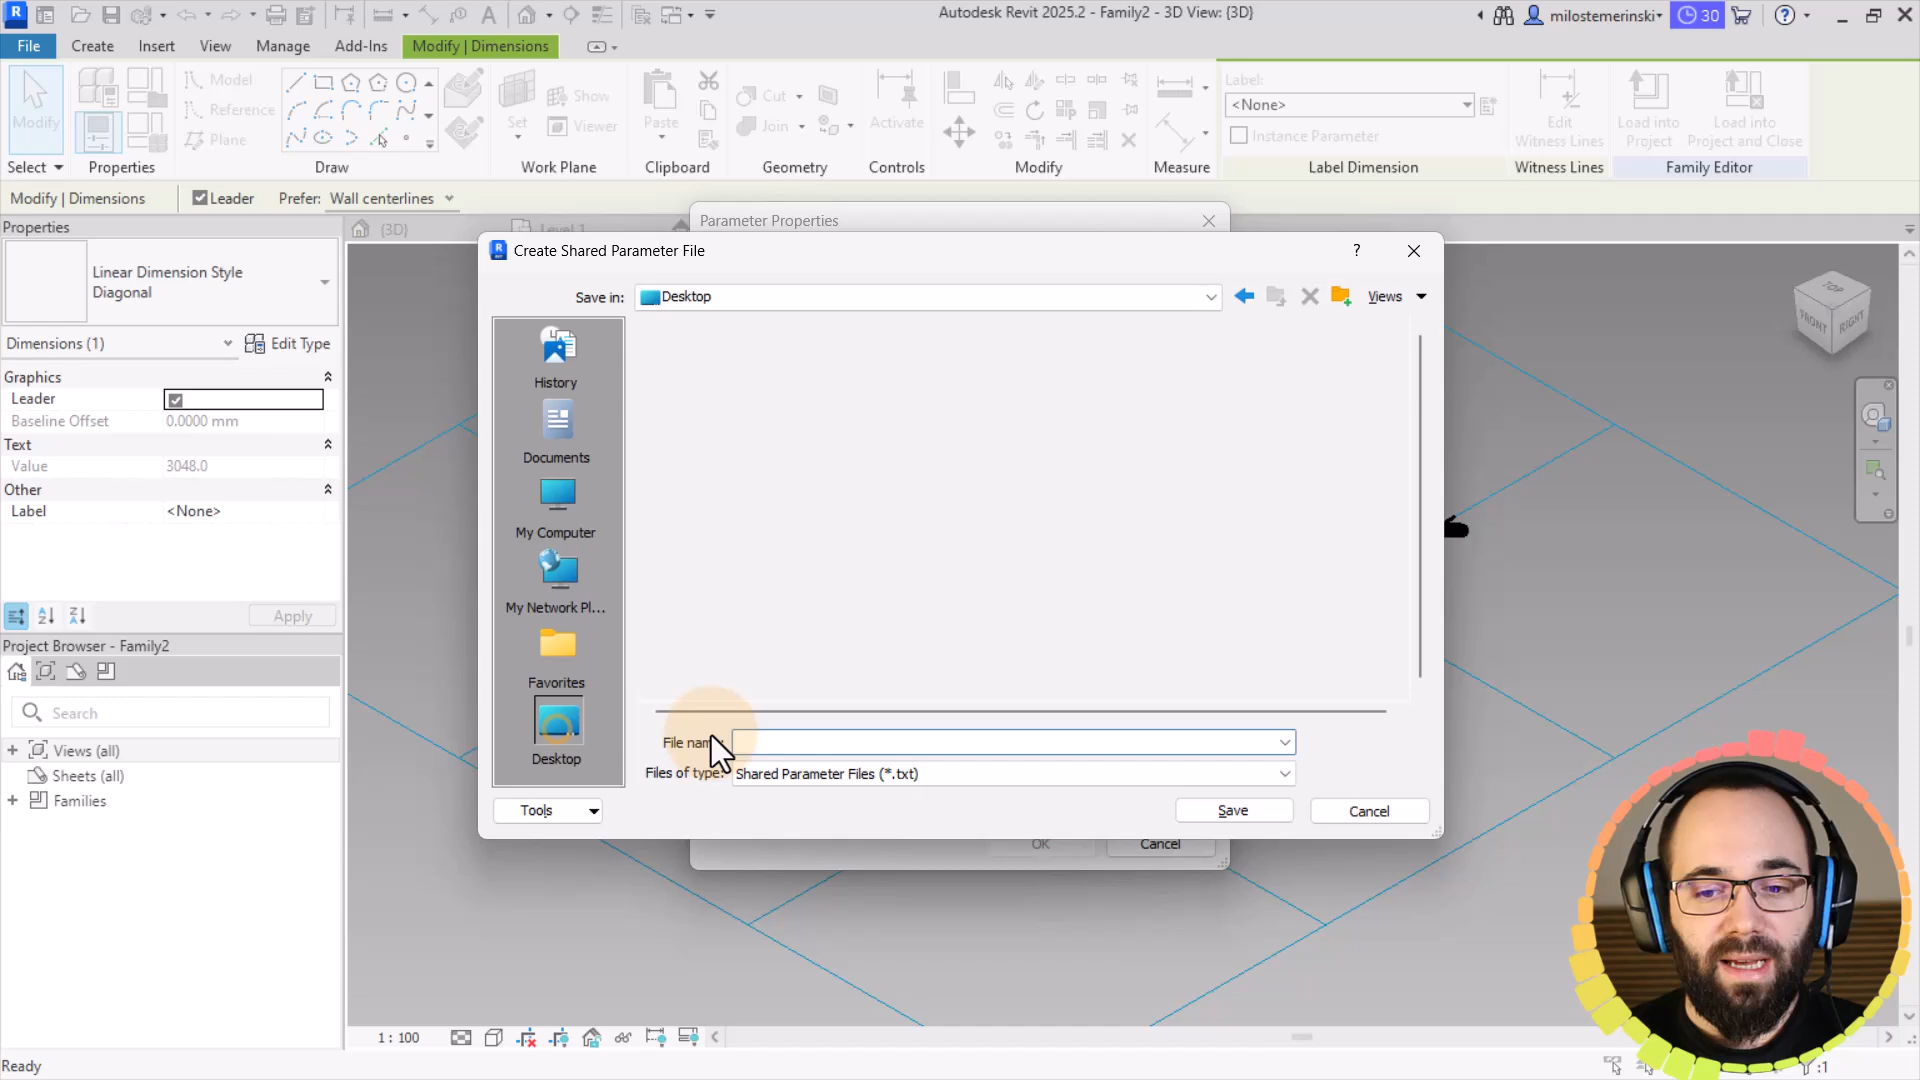 Autodesk Revit 2025.2 - Family2 - 3D View: {3D}
milostemerinski
30
File
Create
Insert
View
Manage
Add-Ins
Modify | Dimensions
Modify
Model
Reference
Plane
Set
Show
Viewer
Paste
Cut
Join
Activate
Label:
<None>
Instance Parameter
Edit
Witness Lines
Load into
Project
Load into
Project and Close
Select
Properties
Draw
Work Plane
Clipboard
Geometry
Controls
Modify
Measure
Label Dimension
Witness Lines
Family Editor
Modify | Dimensions
Leader
Prefer:
Wall centerlines
Properties
{3D}
Level 1
Parameter Properties
Linear Dimension Style
Diagonal
Dimensions (1)
Edit Type
Graphics
Leader
Baseline Offset
0.0000 mm
Text
Value
3048.0
Other
Label
<None>
Apply
Project Browser - Family2
Search
Views (all)
Sheets (all)
Families
Create Shared Parameter File
?
Save in:
Desktop
Views
History
Documents
My Computer
My Network Pl...
Favorites
Desktop
File nam
Files of type:
Shared Parameter Files (*.txt)
Tools
Save
Cancel
OK
Cancel
TOP
FRONT
RIGHT
1 : 100
Ready
:1